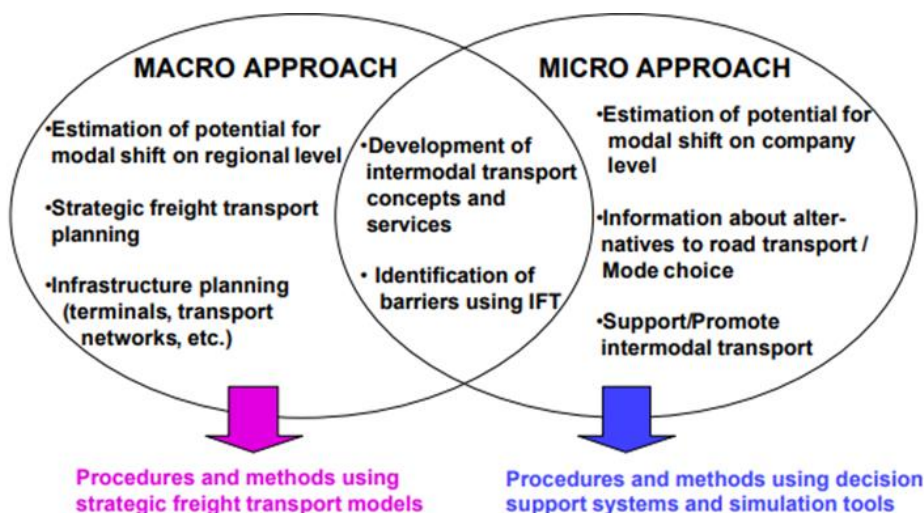 MACRO APPROACH
•Estimation of potential for
modal shift on regional level
•Strategic freight transport
planning
•Infrastructure planning
(terminals, transport
networks, etc.)
•Development of
intermodal transport
concepts and
services
• Identification of
barriers using IFT
MICRO APPROACH
•Estimation of potential for
modal shift on company
level
•Information about alter-
natives to road transport /
Mode choice
•Support/Promote
intermodal transport
Procedures and methods using
strategic freight transport models
Procedures and methods using decision
support systems and simulation tools